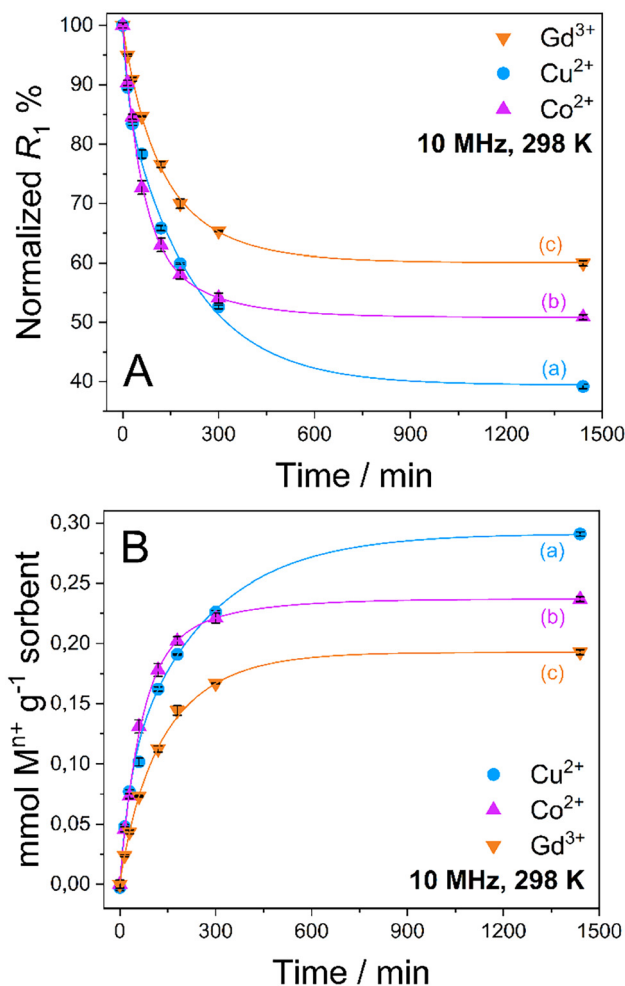 100
90
80
70
60
50
40
Normalized R₁ %
Gd³⁺
Cu²⁺
Co²⁺
10 MHz, 298 K
(c)
(b)
(a)
A
0 300 600 900 1200 1500
Time / min
0,30
0,25
0,20
0,15
0,10
0,05
0,00
mmol Mⁿ⁺ g⁻¹ sorbent
B
(a)
(b)
(c)
Cu²⁺
Co²⁺
Gd³⁺
10 MHz, 298 K
0 300 600 900 1200 1500
Time / min